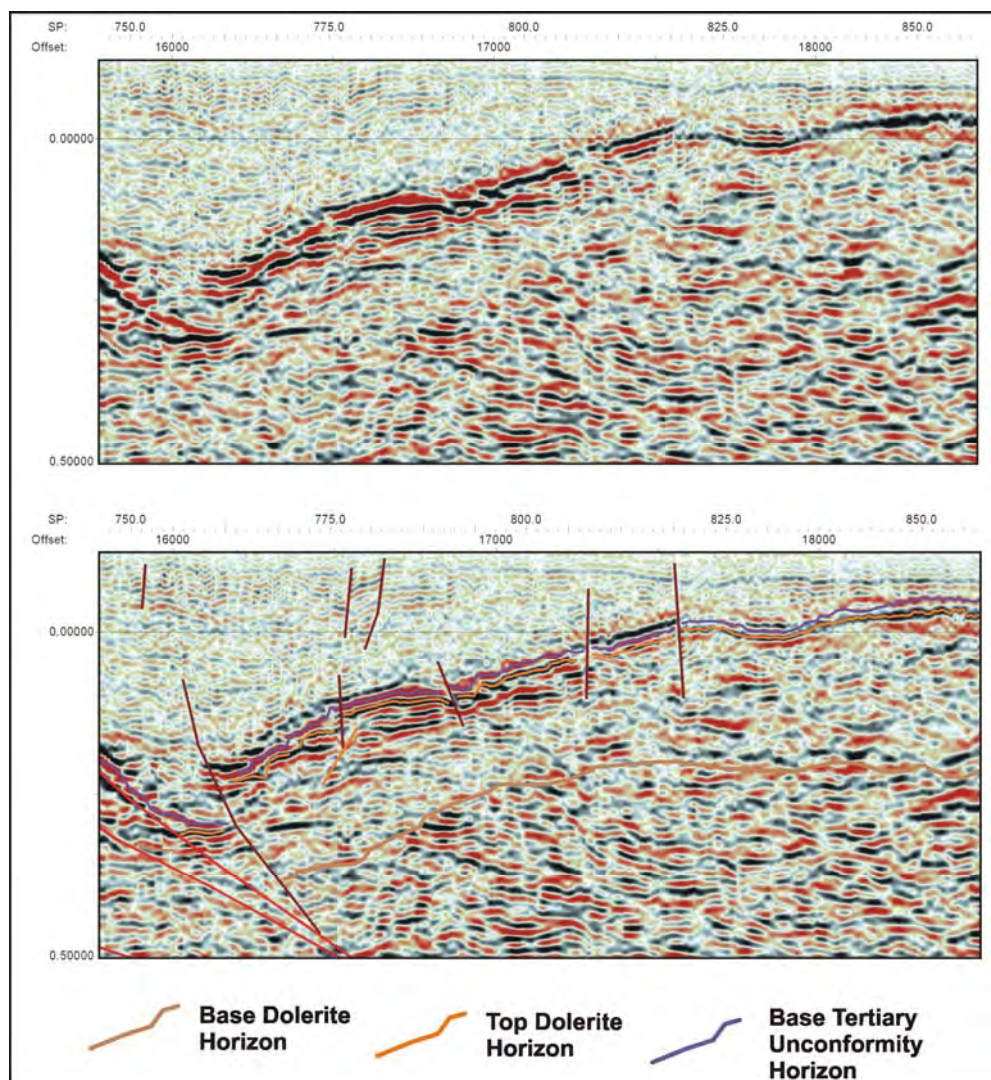 SP: 750.0 775.0 800.0 825.0 850.0
Offset: 16000 17000 18000
0.00000
0.50000
SP: 750.0 775.0 800.0 825.0 850.0
Offset: 16000 17000 18000
0.00000
0.50000
Base Dolerite
Horizon
Top Dolerite
Horizon
Base Tertiary
Unconformity
Horizon